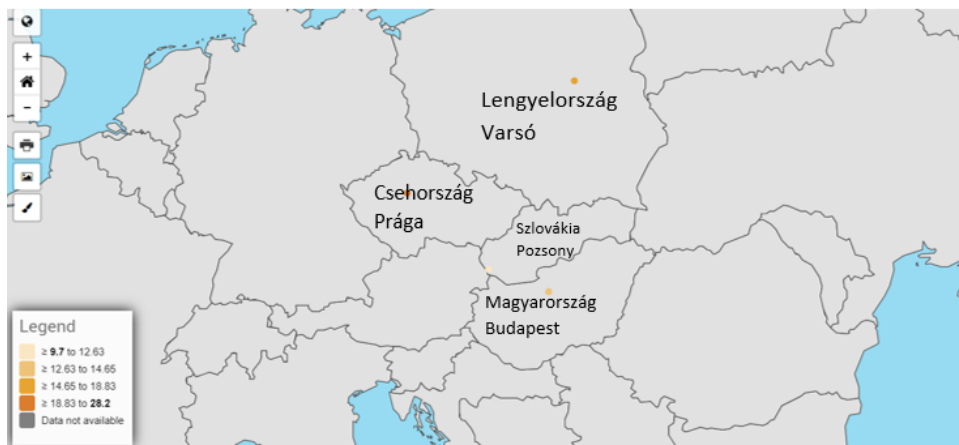 Lengyelország
Varsó
Csehország
Prága
Szlovákia
Pozsony
Magyarország
Budapest
Legend
≥ 9.7 to 12.63
≥ 12.63 to 14.65
≥ 14.65 to 18.83
≥ 18.83 to 28.2
Data not available